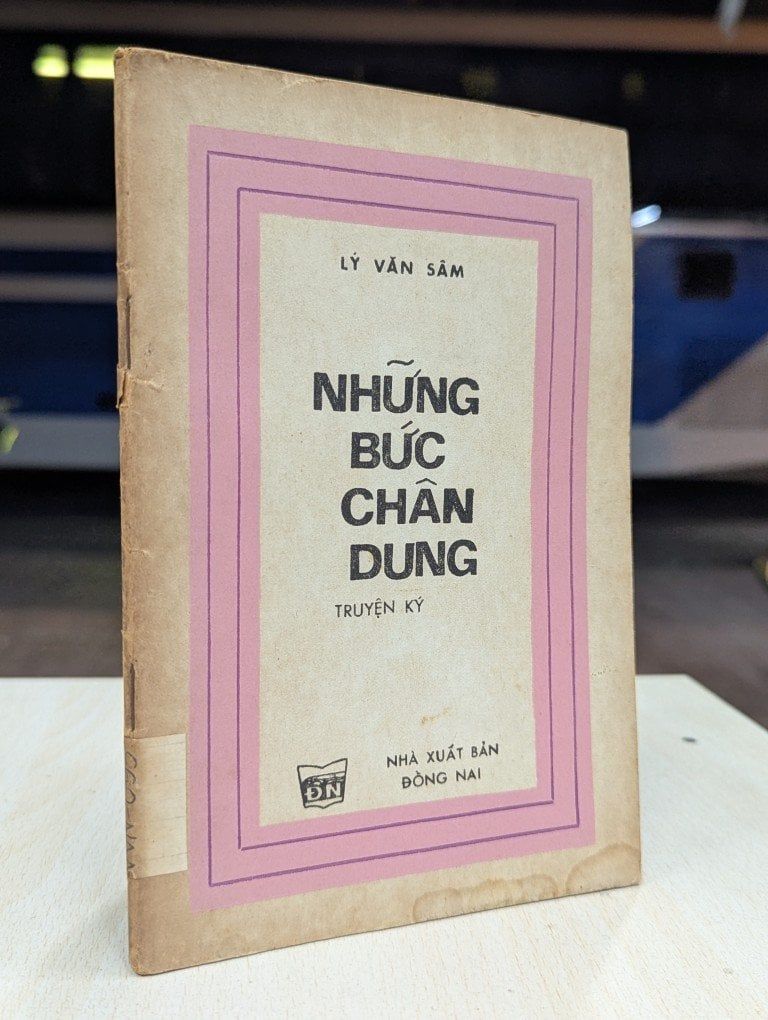 LÝ VĂN SÂM
NHỮNG
BỨC
CHÂN
DUNG
TRUYỆN KÝ
ĐN
NHÀ XUẤT BẢN
ĐỒNG NAI